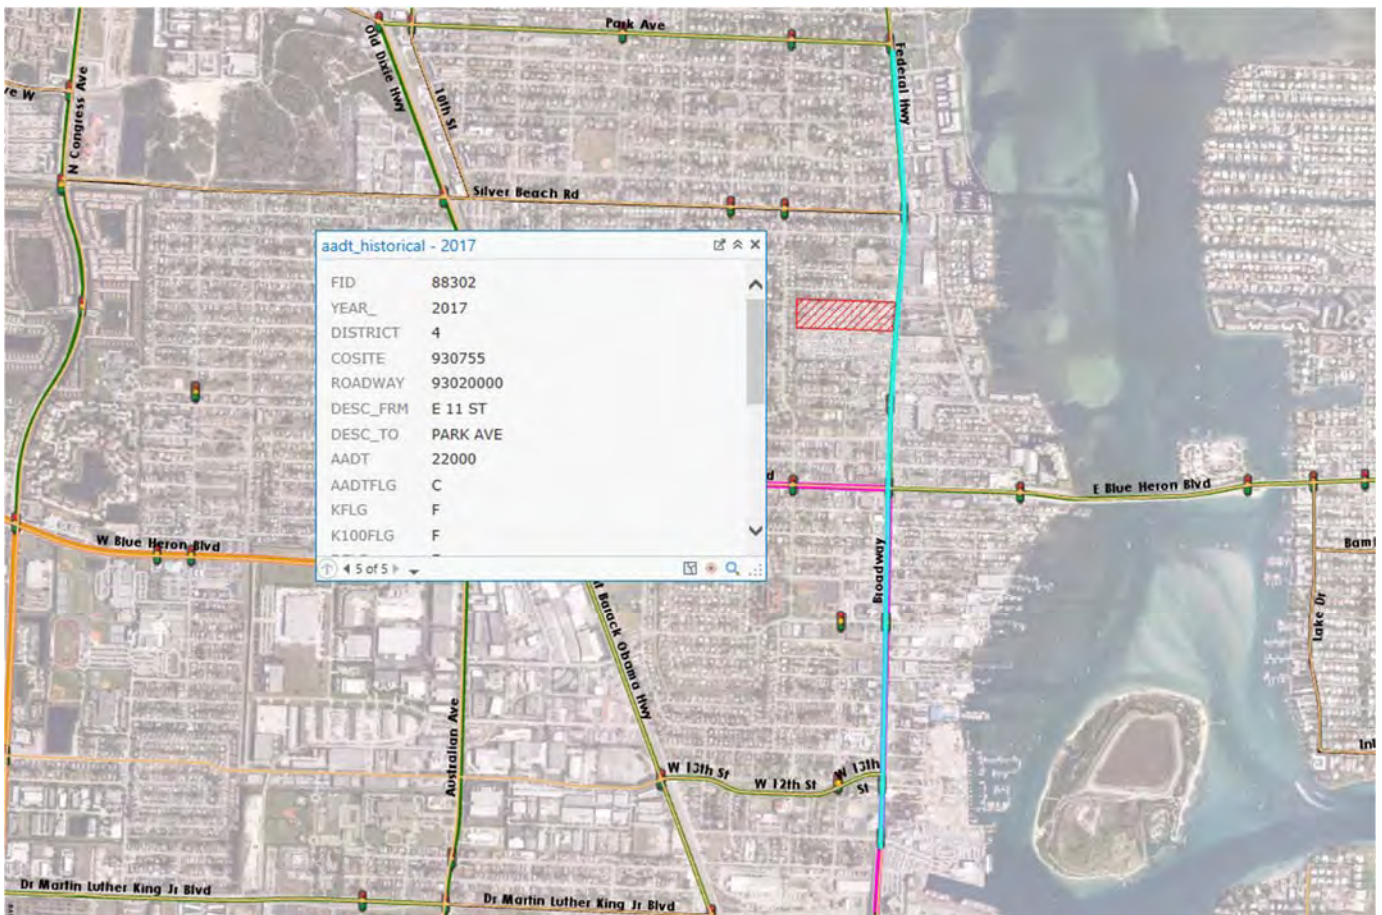 Park Ave
Old Dixie Hwy
Federal Hwy
ve W
N Congress Ave
10th St
Silver Beach Rd
aadt_historical - 2017
FID 88302
YEAR_ 2017
DISTRICT 4
COSITE 930755
ROADWAY 93020000
DESC_FRM E 11 ST
DESC_TO PARK AVE
AADT 22000
AADTFLG C
KFLG F
K100FLG F
5 of 5
d
E Blue Heron Blvd
W Blue Heron Blvd
Broadway
Bam
Lake Dr
t Barack Obama Hwy
Australian Ave
Inl
W 13th St
W 12th St
W 13th
St
Dr Martin Luther King Jr Blvd
Dr Martin Luther King Jr Blvd